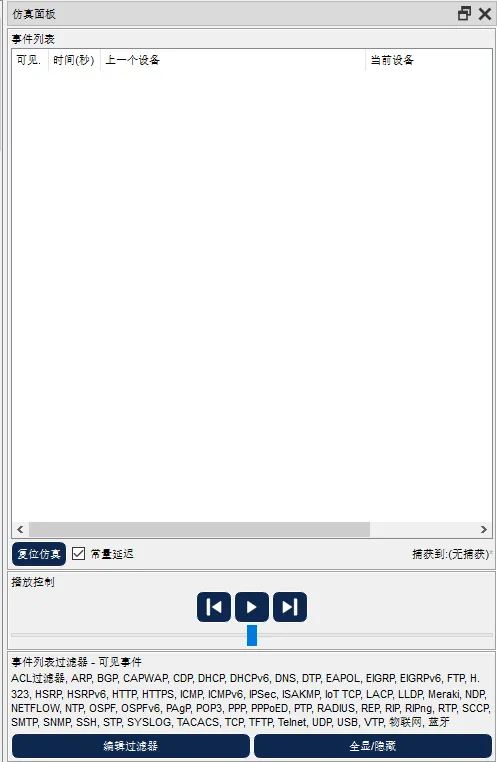 仿真面板
事件列表
可见. 时间(秒) 上一个设备 当前设备
复位仿真 常量延迟 捕获到:(无捕获)*
播放控制
事件列表过滤器 - 可见事件
ACL过滤器, ARP, BGP, CAPWAP, CDP, DHCP, DHCPv6, DNS, DTP, EAPOL, EIGRP, EIGRPv6, FTP, H.
323, HSRP, HSRPv6, HTTP, HTTPS, ICMP, ICMPv6, IPSec, ISAKMP, IoT TCP, LACP, LLDP, Meraki, NDP,
NETFLOW, NTP, OSPF, OSPFv6, PAgP, POP3, PPP, PPPoED, PTP, RADIUS, REP, RIP, RIPng, RTP, SCCP,
SMTP, SNMP, SSH, STP, SYSLOG, TACACS, TCP, TFTP, Telnet, UDP, USB, VTP, 物联网, 蓝牙
编辑过滤器 全显/隐藏